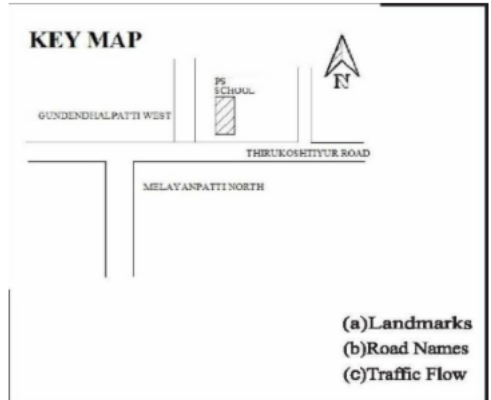 KEY MAP
N
PS
SCHOOL
GUNDENDHALPATTI WEST
THIRUKOSHTIYUR ROAD
MELAYANPATTI NORTH
(a)Landmarks
(b)Road Names
(c)Traffic Flow